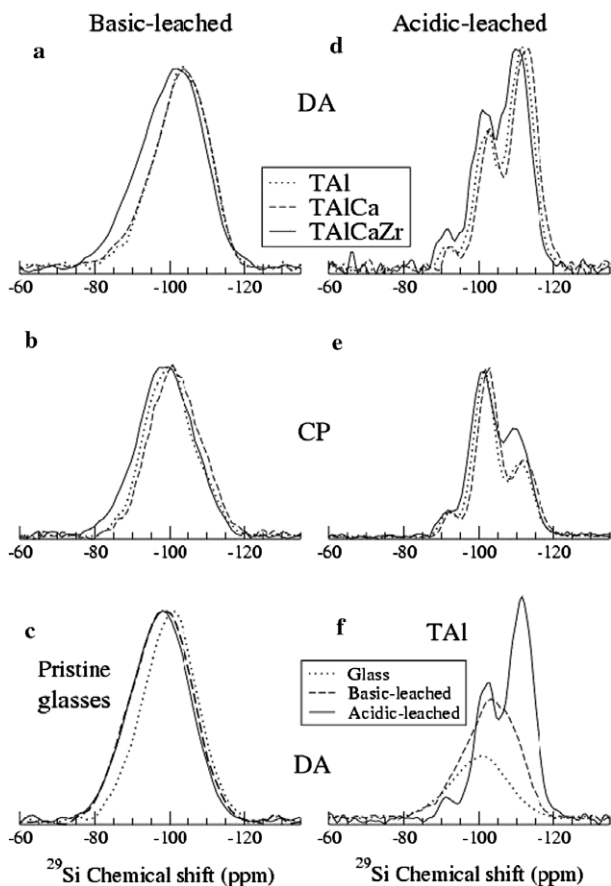 Basic-leached
Acidic-leached
a
d
DA
TAl
TAlCa
TAlCaZr
-60 -80 -100 -120
-60 -80 -100 -120
b
e
CP
-60 -80 -100 -120
-60 -80 -100 -120
c
f
TAl
Pristine
glasses
Glass
Basic-leached
Acidic-leached
DA
-60 -80 -100 -120
-60 -80 -100 -120
²⁹Si Chemical shift (ppm)
²⁹Si Chemical shift (ppm)